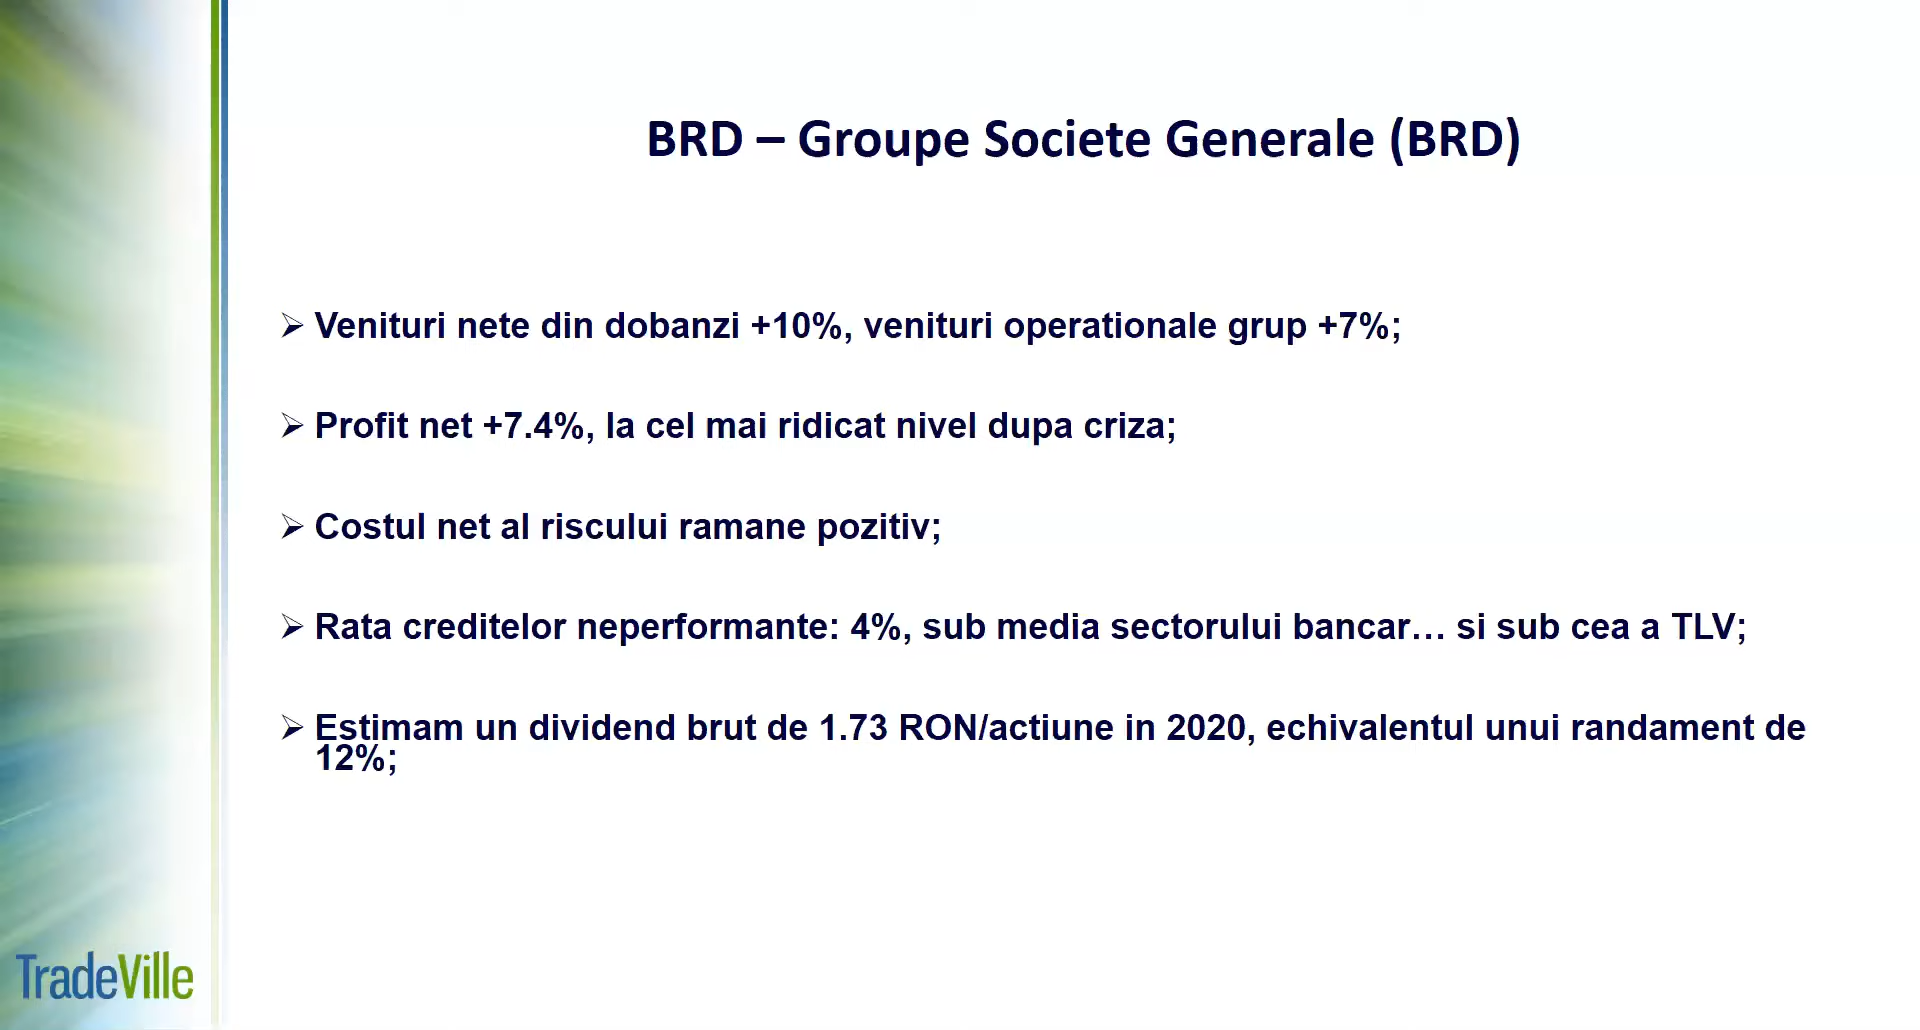 BRD – Groupe Societe Generale (BRD)
➢ Venituri nete din dobanzi +10%, venituri operationale grup +7%;
➢ Profit net +7.4%, la cel mai ridicat nivel dupa criza;
➢ Costul net al riscului ramane pozitiv;
➢ Rata creditelor neperformante: 4%, sub media sectorului bancar… si sub cea a TLV;
➢ Estimam un dividend brut de 1.73 RON/actiune in 2020, echivalentul unui randament de
12%;
TradeVille